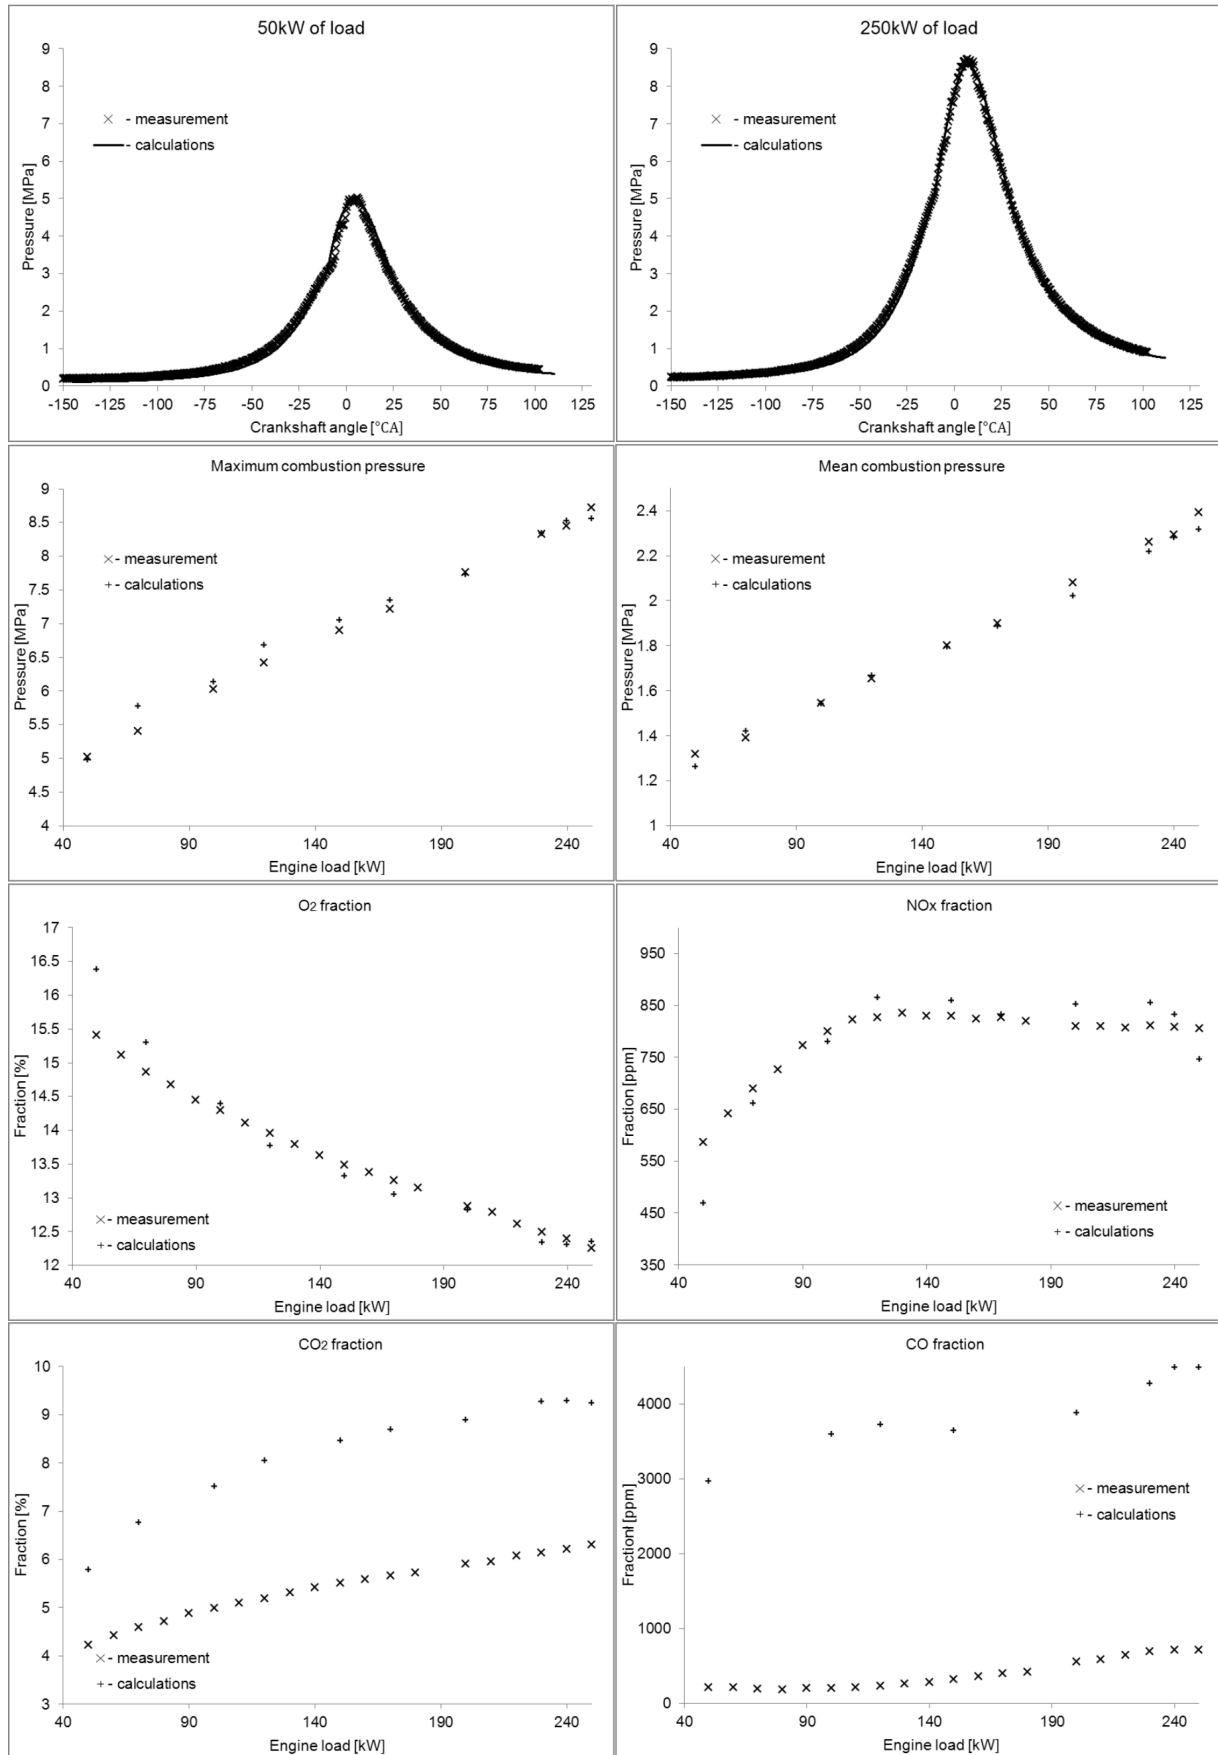 50kW of load
9
8
7
6
5
4
3
2
1
0
Pressure [MPa]
× - measurement
- calculations
-150 -125 -100 -75 -50 -25 0 25 50 75 100 125
Crankshaft angle [°CA]
250kW of load
9
8
7
6
5
4
3
2
1
0
Pressure [MPa]
× - measurement
- calculations
-150 -125 -100 -75 -50 -25 0 25 50 75 100 125
Crankshaft angle [°CA]
Maximum combustion pressure
9
8.5
8
7.5
7
6.5
6
5.5
5
4.5
4
Pressure [MPa]
× - measurement
+ - calculations
40 90 140 190 240
Engine load [kW]
Mean combustion pressure
2.4
2.2
2
1.8
1.6
1.4
1.2
1
Pressure [MPa]
× - measurement
+ - calculations
40 90 140 190 240
Engine load [kW]
O2 fraction
17
16.5
16
15.5
15
14.5
14
13.5
13
12.5
12
Fraction [%]
× - measurement
+ - calculations
40 90 140 190 240
Engine load [kW]
NOx fraction
950
850
750
650
550
450
350
Fraction [ppm]
× - measurement
+ - calculations
40 90 140 190 240
Engine load [kW]
CO2 fraction
10
9
8
7
6
5
4
3
Fraction [%]
× - measurement
+ - calculations
40 90 140 190 240
Engine load [kW]
CO fraction
4000
3000
2000
1000
0
Fraction [ppm]
× - measurement
+ - calculations
40 90 140 190 240
Engine load [kW]